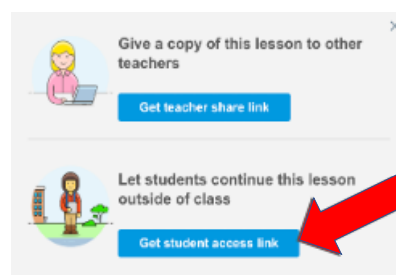 Give a copy of this lesson to other
teachers
Get teacher share link
Let students continue this lesson
outside of class
Get student access link